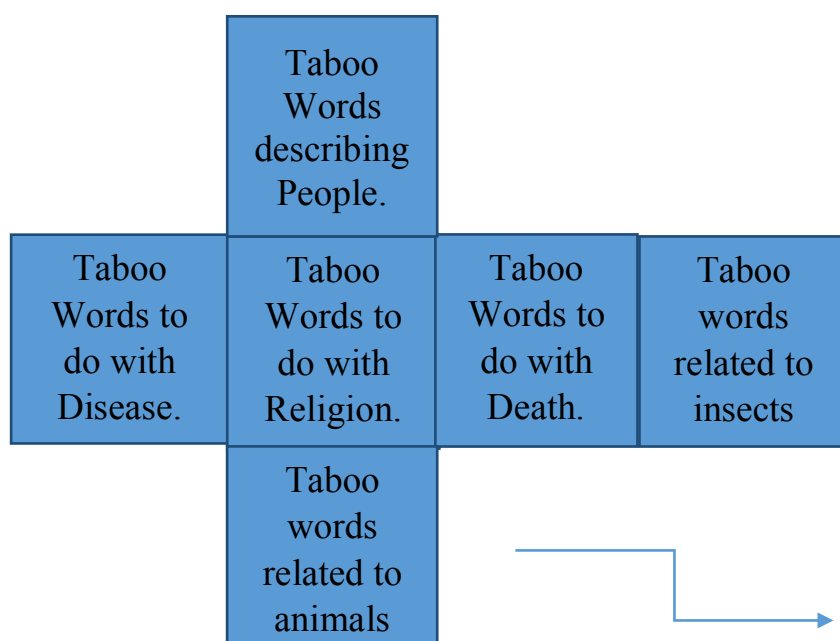 Taboo
Words
describing
People.
Taboo
Words to
do with
Disease.
Taboo
Words to
do with
Religion.
Taboo
Words to
do with
Death.
Taboo
words
related to
insects
Taboo
words
related to
animals